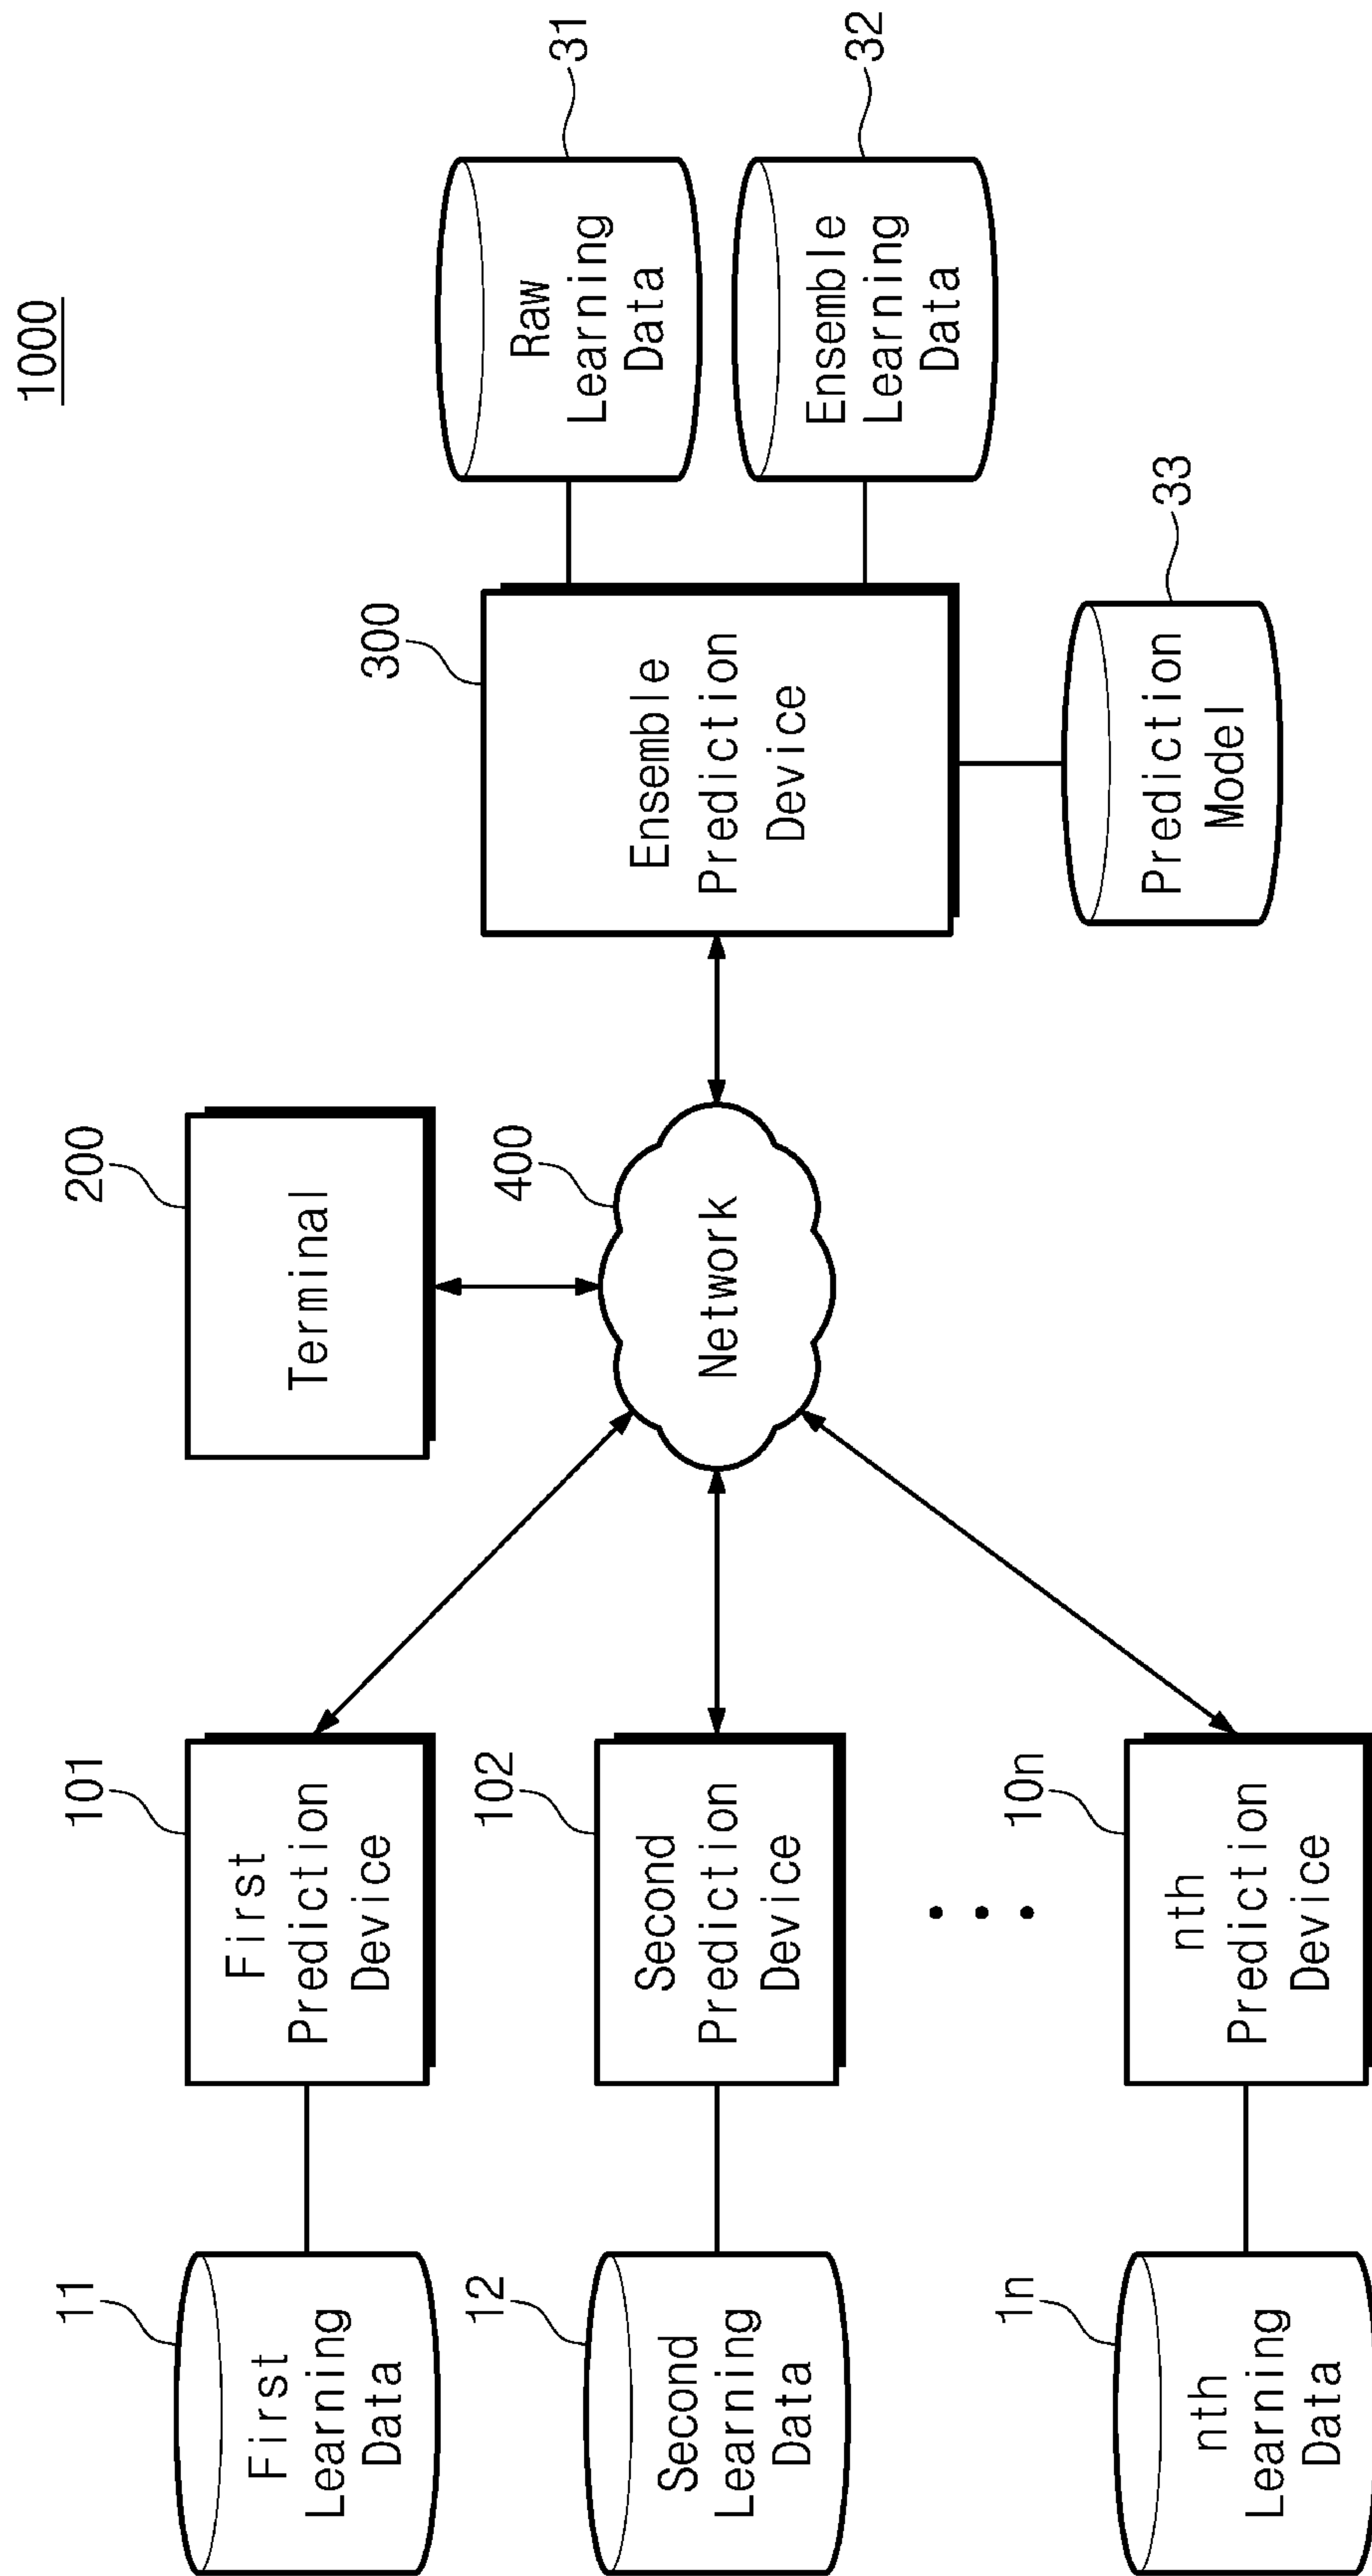 1000
11
First
Learning
Data
101
First
Prediction
Device
200
Terminal
12
Second
Learning
Data
102
Second
Prediction
Device
400
Network
300
Ensemble
Prediction
Device
Raw
Learning
Data
31
Ensemble
Learning
Data
32
Prediction
Model
33
1n
nth
Learning
Data
10n
nth
Prediction
Device